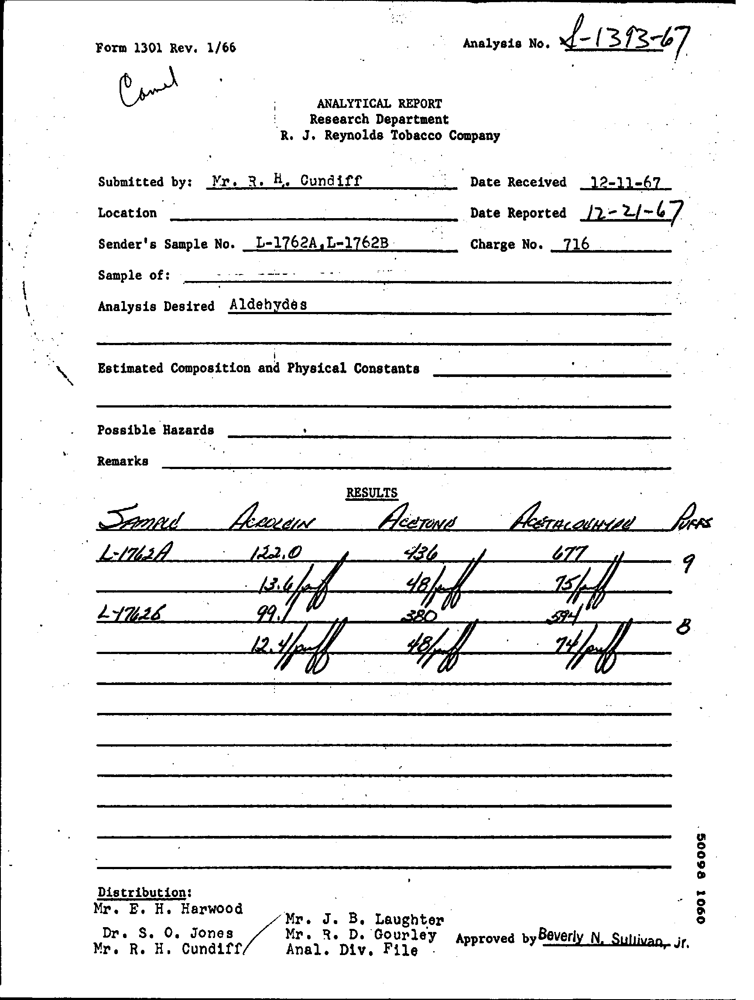 Form 1301 Rev. 1/66
Analysis No. L-1393-67
Camel
ANALYTICAL REPORT
Research Department
R. J. Reynolds Tobacco Company
Submitted by: Mr. R. H. Cundiff Date Received 12-11-67
Location Date Reported 12-21-67
Sender's Sample No. L-1762A, L-1762B Charge No. 716
Sample of:
Analysis Desired Aldehydes
Estimated Composition and Physical Constants
Possible Hazards
Remarks
RESULTS
Sample Acrolein Acetone Acetaldehyde Puffs
L-1762A 122.0 436 677 9
13.6/puff 48/puff 75/puff
L-1762B 99.1 380 594 8
12.4/puff 48/puff 74/puff
Distribution:
Mr. E. H. Harwood
Mr. J. B. Laughter
Dr. S. O. Jones Mr. R. D. Gourley Approved by Beverly N. Sullivan, Jr.
Mr. R. H. Cundiff Anal. Div. File
50098 1060